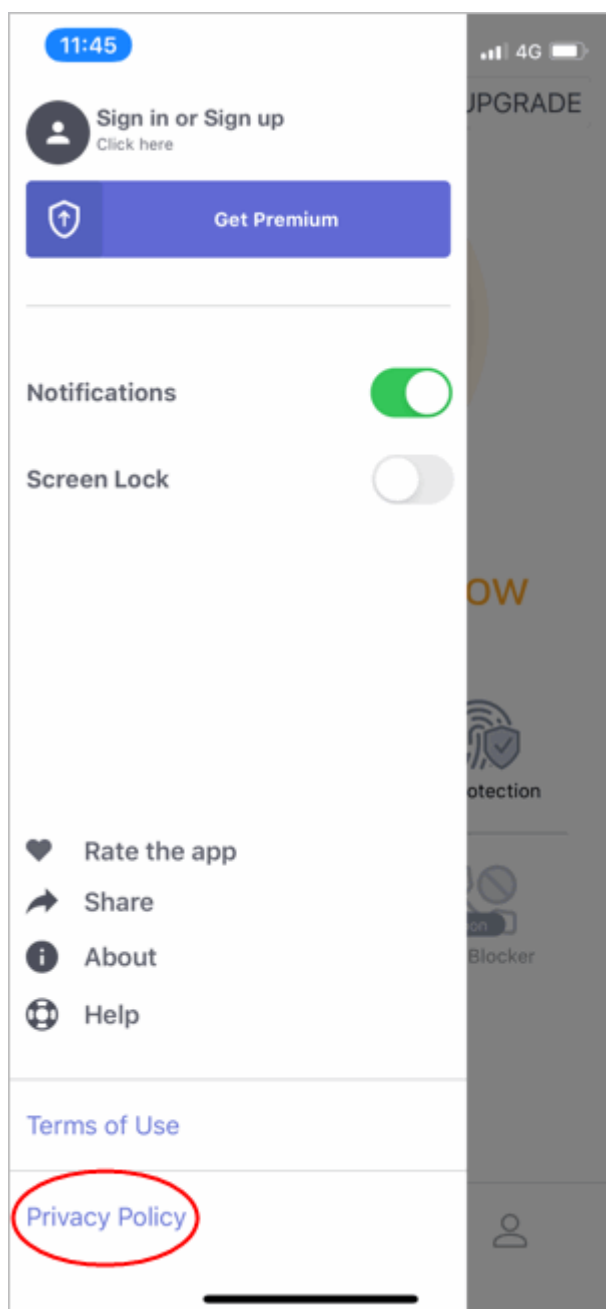 11:45
4G
UPGRADE
Sign in or Sign up
Click here
Get Premium
Notifications
Screen Lock
OW
otection
Rate the app
Share
on
About
Blocker
Help
Terms of Use
Privacy Policy